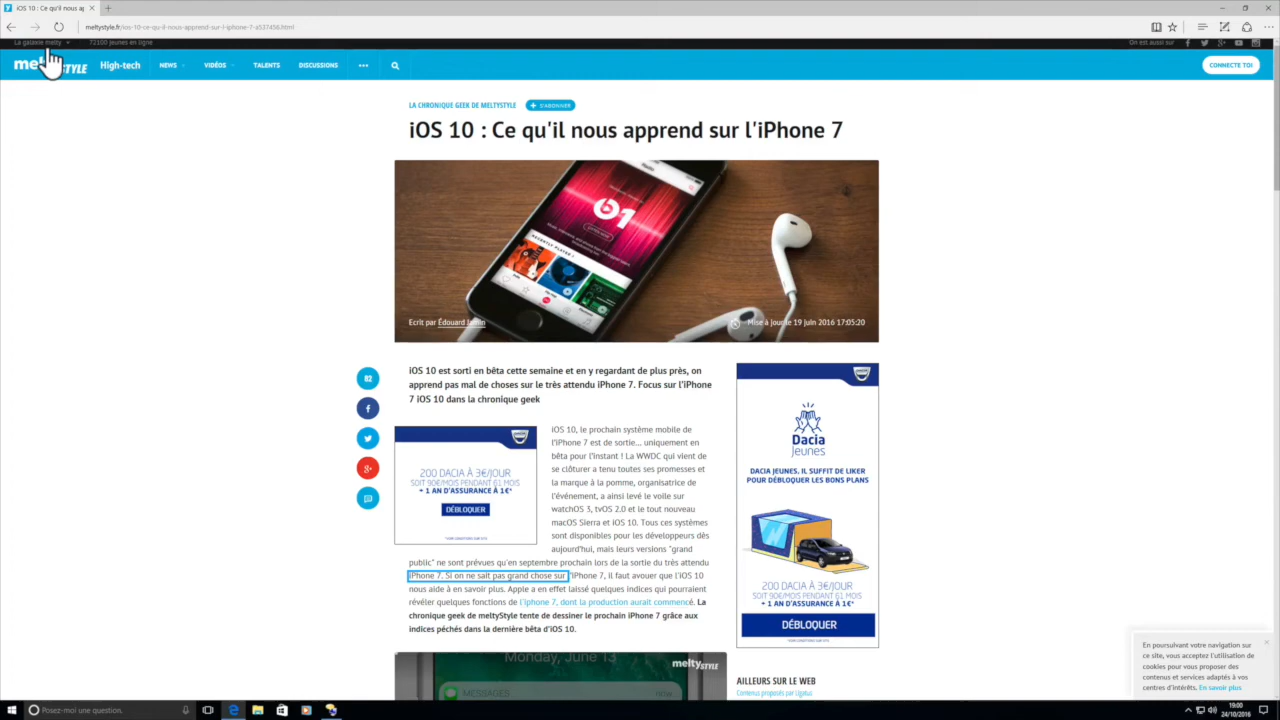 iOS 10 : Ce qu'il nous ap
meltystyle.fr/ios-10-ce-qu-il-nous-apprend-sur-l-iphone-7-a537456.html
La galaxie melty
72100 jeunes en ligne
On est aussi sur
STYLE
High-tech
NEWS
VIDÉOS
TALENTS
DISCUSSIONS
CONNECTE TOI
LA CHRONIQUE GEEK DE MELTYSTYLE
S'ABONNER
iOS 10 : Ce qu'il nous apprend sur l'iPhone 7
Ecrit par Édouard
Mise à jour le 19 juin 2016 17:05:20
82
iOS 10 est sorti en bêta cette semaine et en y regardant de plus près, on
apprend pas mal de choses sur le très attendu iPhone 7. Focus sur l'iPhone
7 iOS 10 dans la chronique geek
200 DACIA À 3€/JOUR
SOIT 90€/MOIS PENDANT 61 MOIS
+ 1 AN D'ASSURANCE À 1€*
DÉBLOQUER
iOS 10, le prochain système mobile de
l'iPhone 7 est de sortie... uniquement en
bêta pour l'instant ! La WWDC qui vient de
se clôturer a tenu toutes ses promesses et
la marque à la pomme, organisatrice de
l'événement, a ainsi levé le voile sur
watchOS 3, tvOS 2.0 et le tout nouveau
macOS Sierra et iOS 10. Tous ces systèmes
sont disponibles pour les développeurs dès
aujourd'hui, mais leurs versions "grand
public" ne sont prévues qu'en septembre prochain lors de la sortie du très attendu
iPhone 7. Si on ne sait pas grand chose sur l'iPhone 7, il faut avouer que l'iOS 10
nous aide à en savoir plus. Apple a en effet laissé quelques indices qui pourraient
révéler quelques fonctions de l'iphone 7, dont la production aurait commencé. La
chronique geek de meltyStyle tente de dessiner le prochain iPhone 7 grâce aux
indices péchés dans la dernière bêta d'iOS 10.
Dacia
Jeunes
DACIA JEUNES, IL SUFFIT DE LIKER
POUR DÉBLOQUER LES BONS PLANS
200 DACIA À 3€/JOUR
SOIT 90€/MOIS PENDANT 61 MOIS
+ 1 AN D'ASSURANCE À 1€*
DÉBLOQUER
Monday, June 13
meltySTYLE
MESSAGES
AILLEURS SUR LE WEB
Contenus proposés par Ligatus
En poursuivant votre navigation sur
ce site, vous acceptez l'utilisation de
cookies pour vous proposer des
contenus et services adaptés à vos
centres d'intérêts. En savoir plus
Posez-moi une question.
19:00
24/10/2016